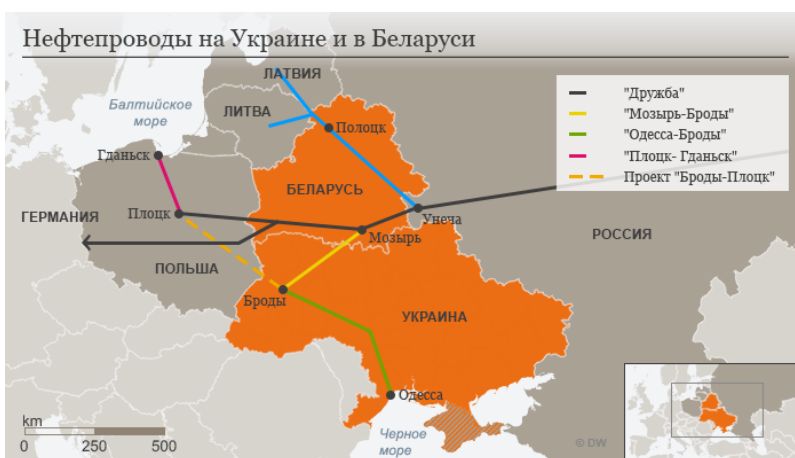 Нефтепроводы на Украине и в Беларуси
ЛАТВИЯ
"Дружба"
"Мозырь-Броды"
"Одесса-Броды"
"Плоцк- Гданьск"
Проект "Броды-Плоцк"
Балтийское
море
ЛИТВА
Полоцк
Гданьск
БЕЛАРУСЬ
ГЕРМАНИЯ
Плоцк
Унеча
Мозырь
РОССИЯ
ПОЛЬША
Броды
УКРАИНА
Одесса
km
0 250 500
Черное
море
© DW